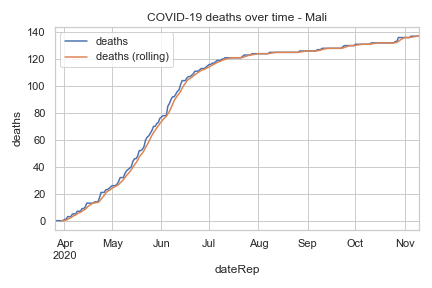 COVID-19 deaths over time - Mali
deaths
deaths (rolling)
140
120
100
80
60
40
20
0
deaths
Apr May Jun Jul Aug Sep Oct Nov
2020
dateRep